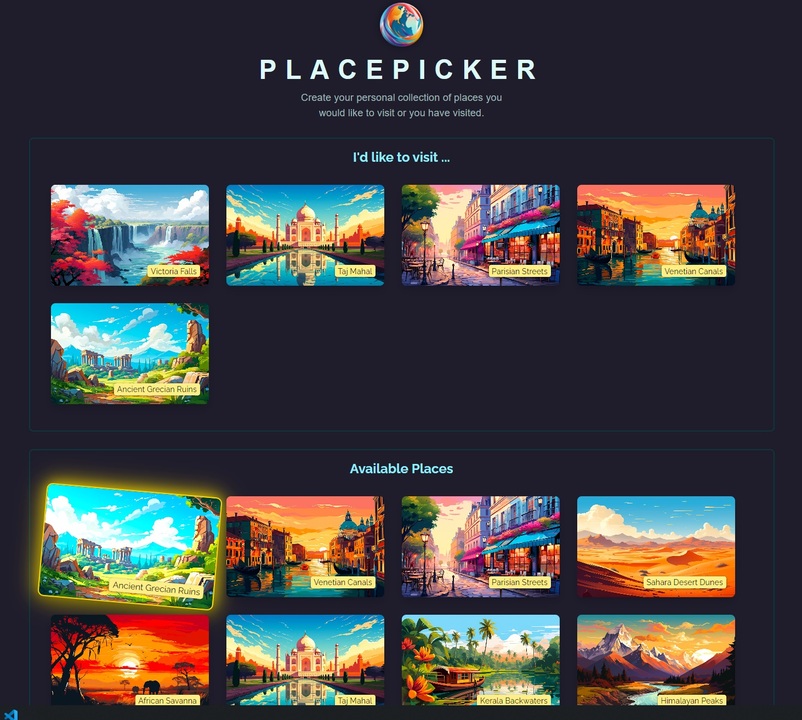 PLACEPICKER
Create your personal collection of places you
would like to visit or you have visited.
I'd like to visit ...
Victoria Falls
Taj Mahal
Parisian Streets
Venetian Canals
Ancient Grecian Ruins
Available Places
Ancient Grecian Ruins
Venetian Canals
Parisian Streets
Sahara Desert Dunes
African Savanna
Taj Mahal
Kerala Backwaters
Himalayan Peaks